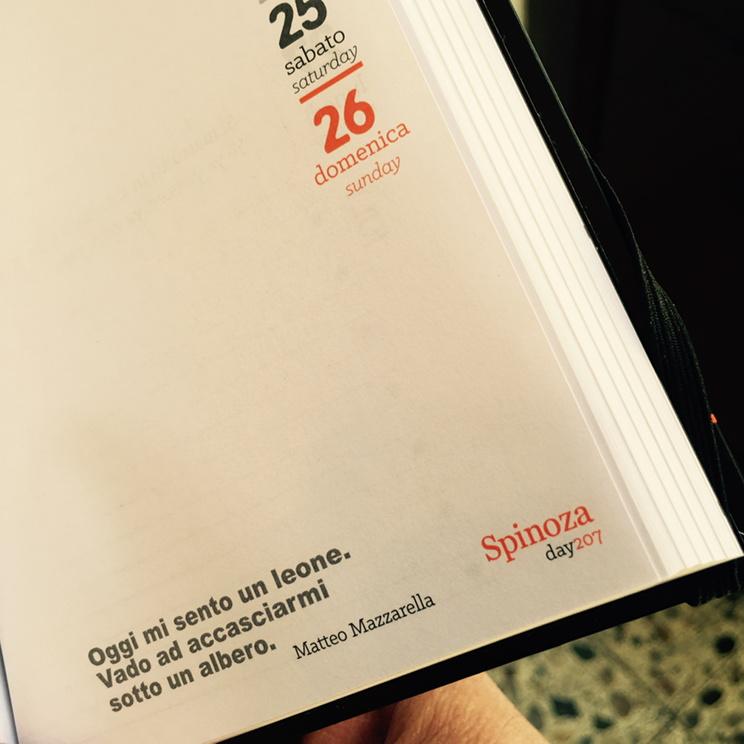 25
sabato
saturday
26
domenica
sunday
Spinoza
day207
Oggi mi sento un leone.
Vado ad accasciarmi
sotto un albero.
Matteo Mazzarella